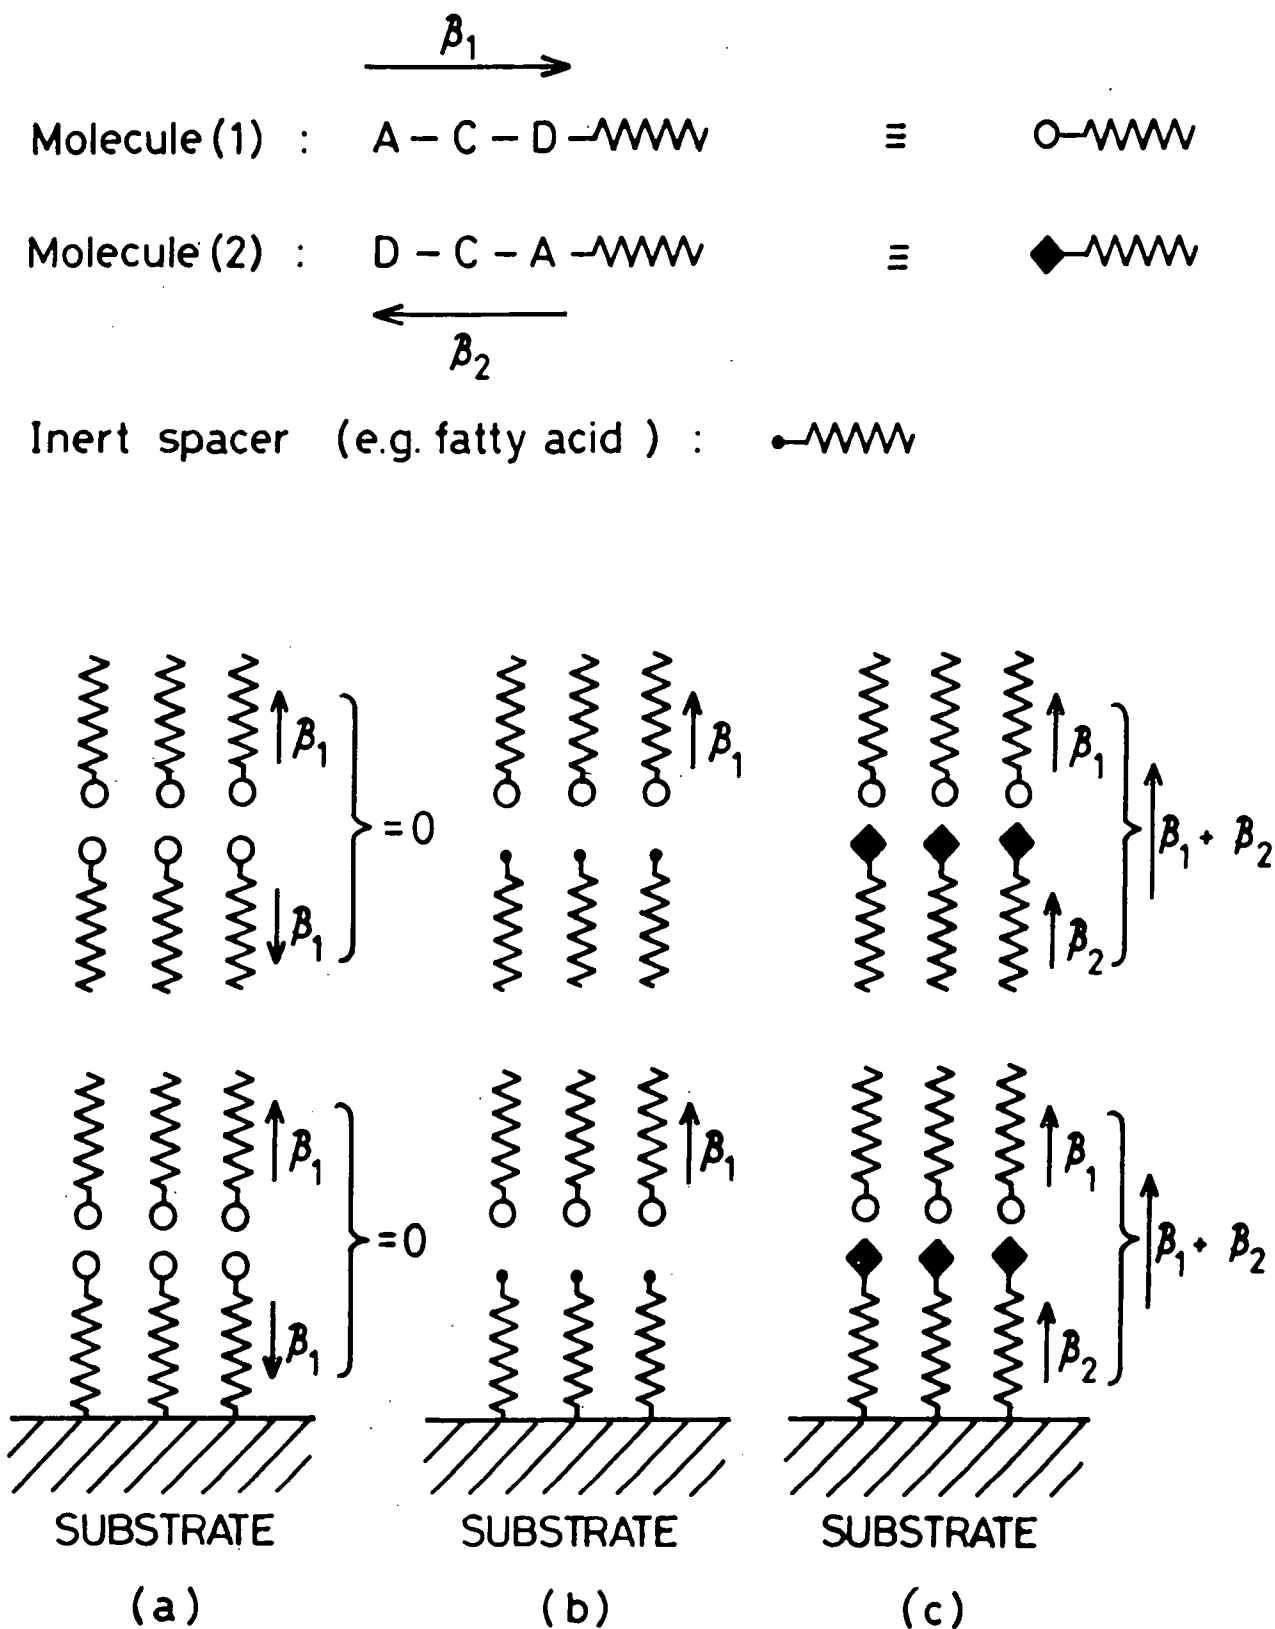 β₁
Molecule (1) : A – C – D ≡
Molecule (2) : D – C – A ≡
β₂
Inert spacer (e.g. fatty acid ) :
β₁ β₁ β₁
= 0 β₁ + β₂
β₁ β₂
β₁ β₁ β₁
= 0 β₁ + β₂
β₁ β₂
SUBSTRATE SUBSTRATE SUBSTRATE
(a) (b) (c)